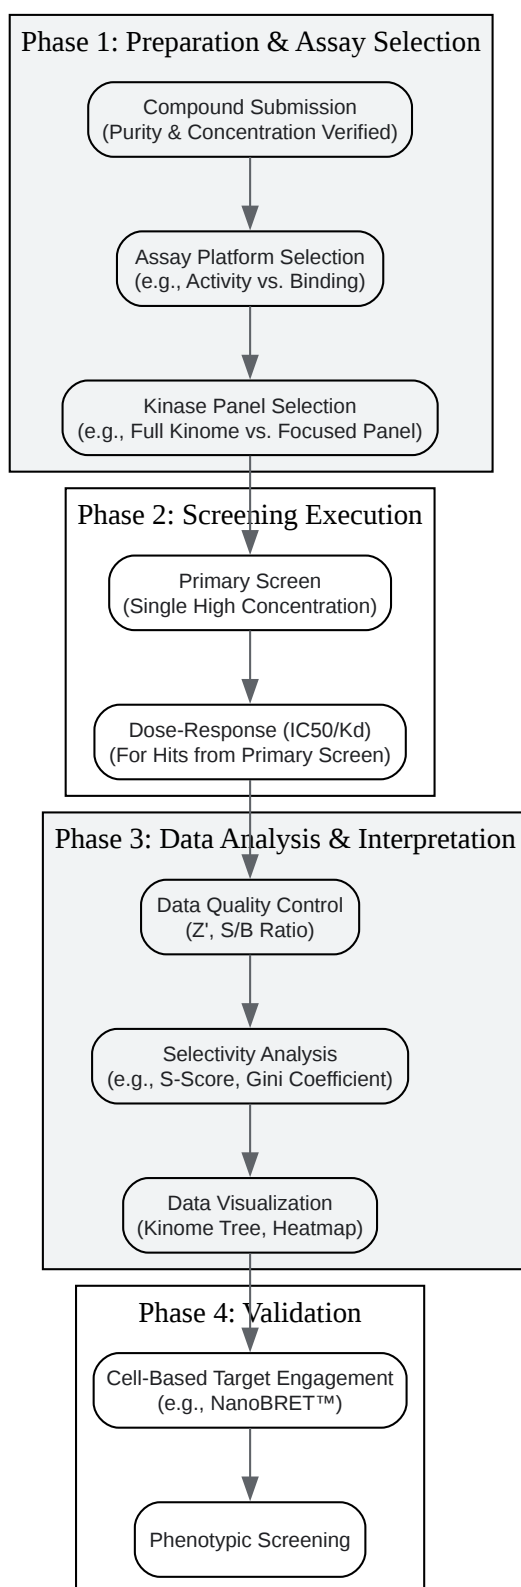 Phase 1: Preparation & Assay Selection
Compound Submission
(Purity & Concentration Verified)
Assay Platform Selection
(e.g., Activity vs. Binding)
Kinase Panel Selection
(e.g., Full Kinome vs. Focused Panel)
Phase 2: Screening Execution
Primary Screen
(Single High Concentration)
Dose-Response (IC50/Kd)
(For Hits from Primary Screen)
Phase 3: Data Analysis & Interpretation
Data Quality Control
(Z', S/B Ratio)
Selectivity Analysis
(e.g., S-Score, Gini Coefficient)
Data Visualization
(Kinome Tree, Heatmap)
Phase 4: Validation
Cell-Based Target Engagement
(e.g., NanoBRET™)
Phenotypic Screening